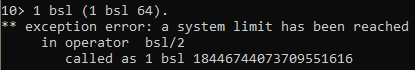 10> 1 bsl (1 bsl 64).
** exception error: a system limit has been reached
in operator  bsl/2
called as 1 bsl 18446744073709551616